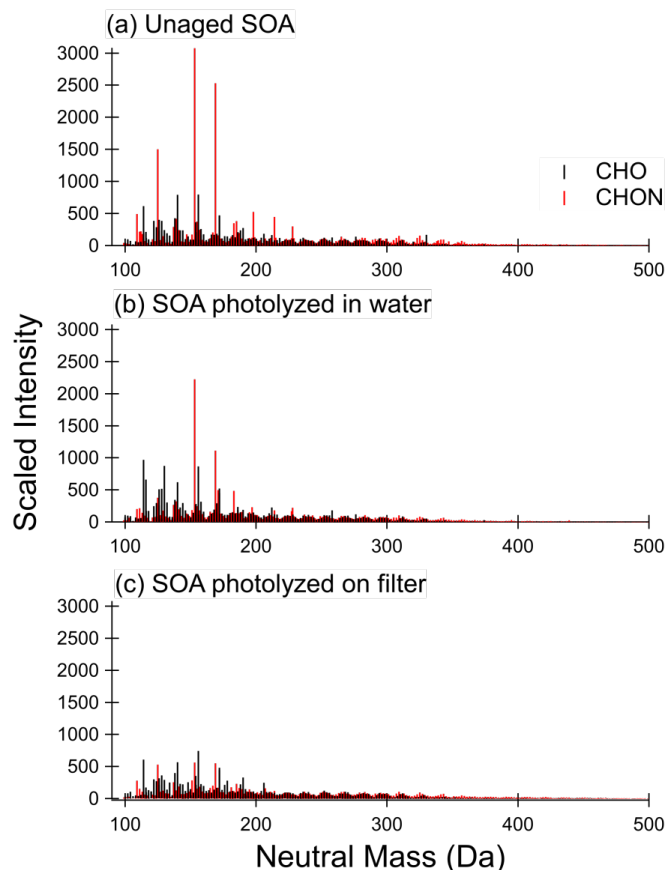 (a) Unaged SOA
3000
2500
2000
1500
1000
500
0
CHO
CHON
100 200 300 400 500
(b) SOA photolyzed in water
3000
2500
2000
1500
1000
500
0
100 200 300 400 500
(c) SOA photolyzed on filter
3000
2500
2000
1500
1000
500
0
100 200 300 400 500
Scaled Intensity
Neutral Mass (Da)